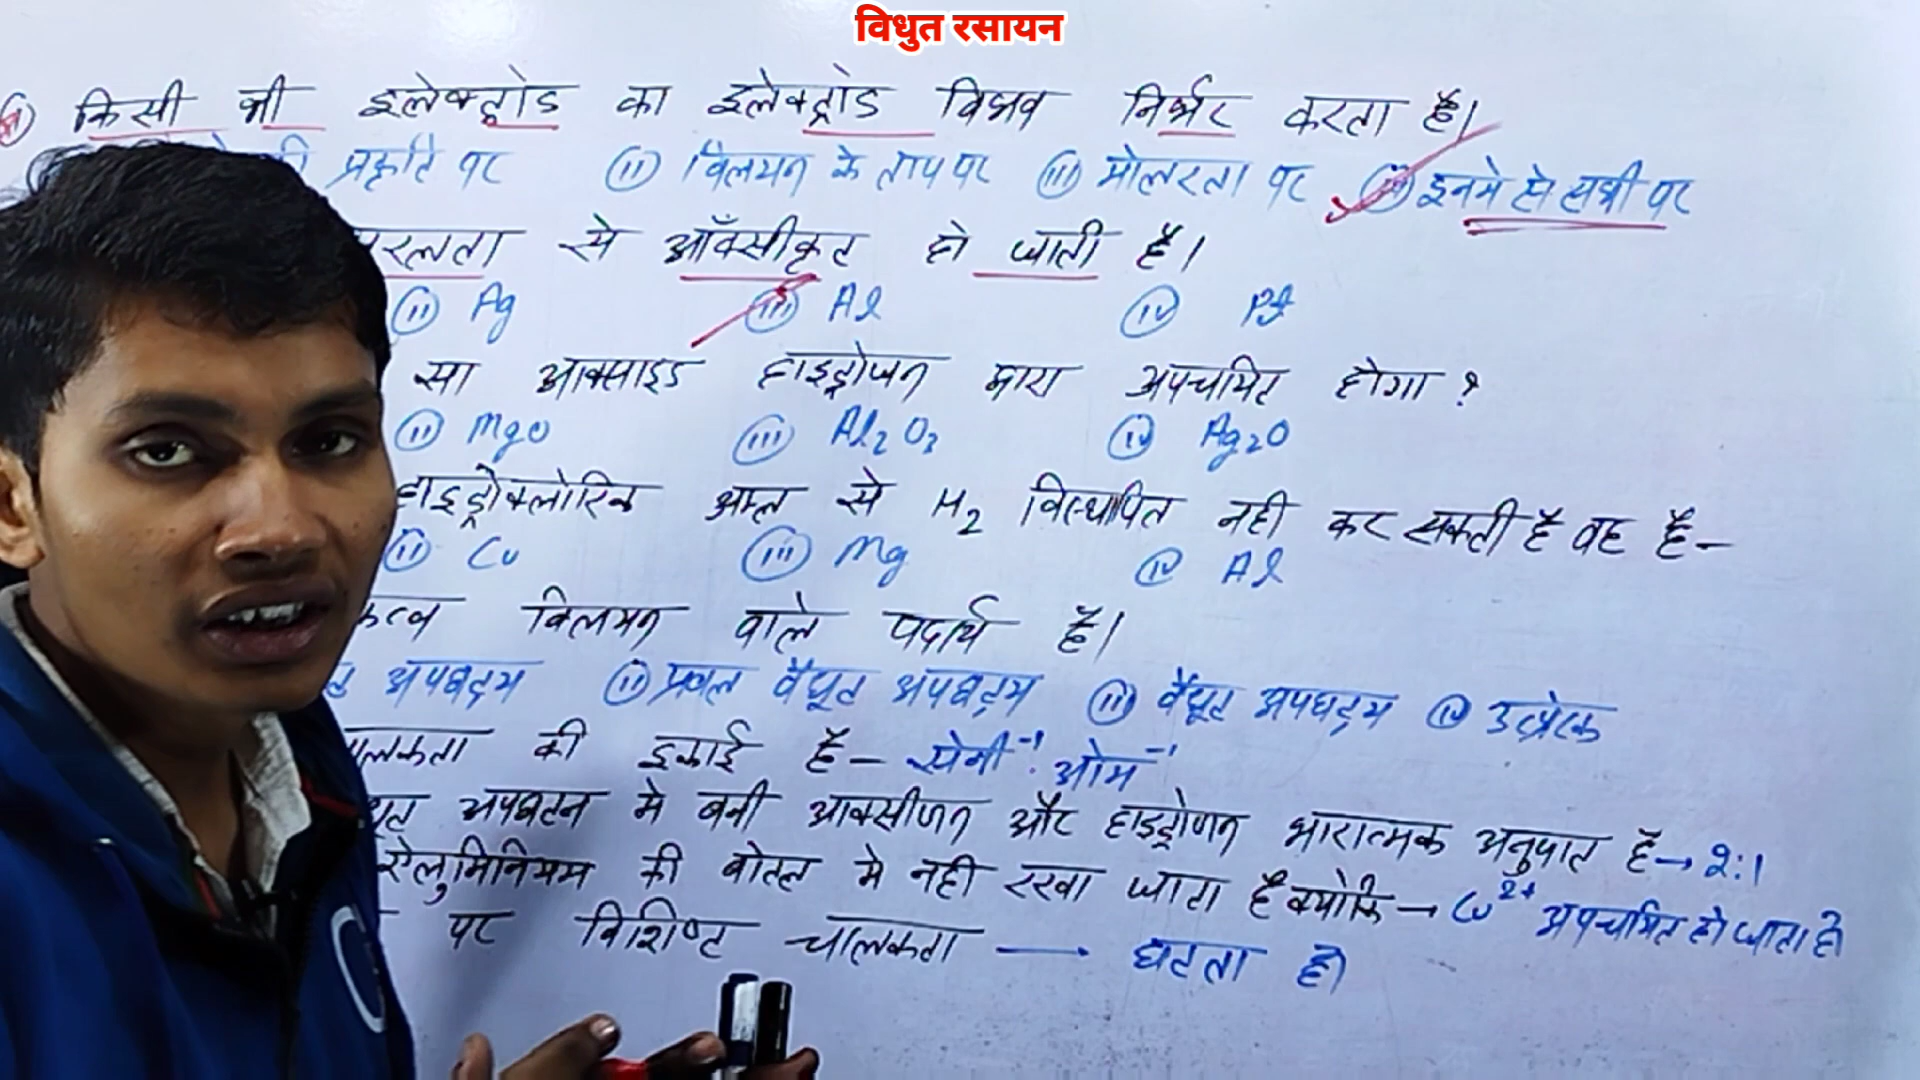 विधुत रसायन
किसी भी इलेक्ट्रोड का इलेक्ट्रोड विभव निर्भर करता है।
की प्रकृति पर (ii) विलयन के ताप पर (iii) मोलरता पर (iv) इनमे से सभी पर
सरलता से ऑक्सीकृत हो जाती है।
(ii) Ag (iii) Al (iv) Pt
सा ऑक्साइड हाइड्रोजन द्वारा अपचयित होगा ?
(ii) MgO (iii) Al₂O₃ (iv) Ag₂O
हाइड्रोक्लोरिक अम्ल से H₂ विस्थापित नही कर सकती है वह है-
(ii) Cu (iii) Mg (iv) Al
विलयन वाले पदार्थ है।
अपघट्य (ii) प्रबल वैद्युत अपघट्य (iii) वैद्युत अपघट्य (iv) उत्प्रेरक
चालकता की इकाई है - सेमी⁻¹. ओम⁻¹
अपघटन मे बनी आक्सीजन और हाइड्रोजन भारात्मक अनुपात है → 2:1
ऐलुमिनियम की बोतल मे नही रखा जाता है क्योकि → Cu²⁺ अपचयित हो जाता है
पर विशिष्ट चालकता → घटता है।